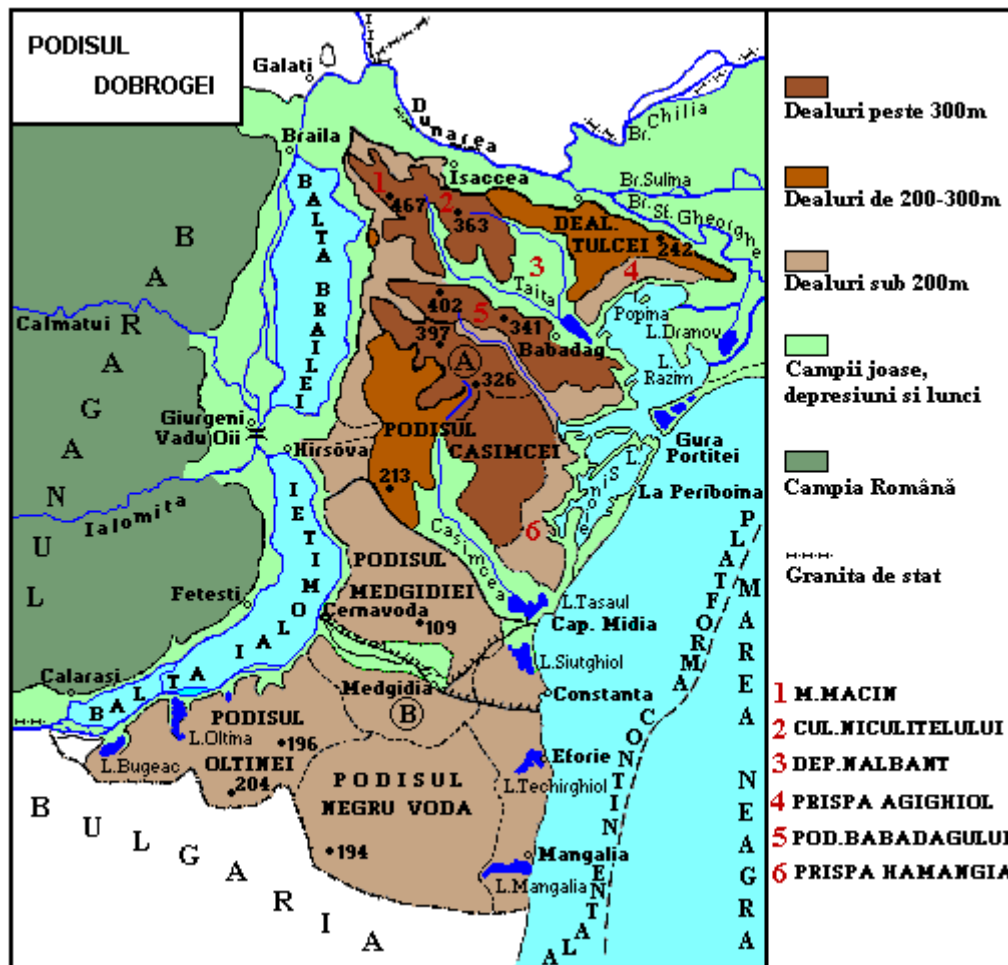 PODISUL
DOBROGEI
Galați
Braila
Dunarea
Isaccea
Br. Chilia
Br.Sulina
Br. St. Gheorghe
BALTA BRAILEI
1
467
2
363
DEAL.
TULCEI
242
3
4
Taita
402
5
341
397
Babadag
Popina
L.Dranov
L.
Razim
A
326
BARAGANUL
Calmatui
Giurgeni
Vadu Oii
Hirsova
PODISUL
CASIMCEI
213
Gura
Portitei
L. Sinoie
La Periboina
Ialomita
6
Casimcea
PODISUL
MEDGIDIEI
Fetesti
Cernavoda
109
L.Tasaul
Cap. Midia
L.Siutghiol
BALTA IALOMITEI
Calarasi
Medgidia
B
Constanta
PODISUL
OLTINEI
L.Oltina
196
L.Bugeac
204
Eforie
L.Techirghiol
PODISUL
NEGRU VODA
194
Mangalia
L.Mangalia
BULGARIA
PLATFORMA CONTINENTALA
MAREA NEAGRA
Dealuri peste 300m
Dealuri de 200-300m
Dealuri sub 200m
Campii joase,
depresiuni si lunci
Campia Română
Granita de stat
1 M.MACIN
2 CUL.NICULITELULUI
3 DEP.NALBANT
4 PRISPA AGIGHIOL
5 POD.BABADAGULUI
6 PRISPA HAMANGIA